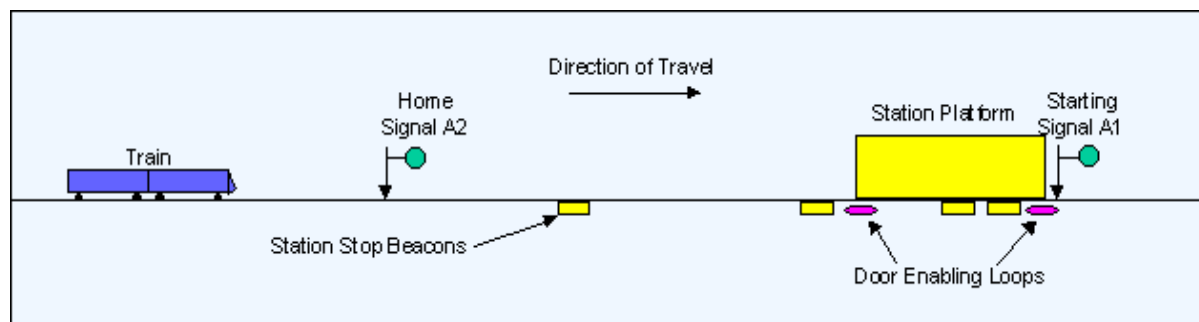 Direction of Travel
Home
Signal A2
Station Platform
Starting
Signal A1
Train
Station Stop Beacons
Door Enabling Loops